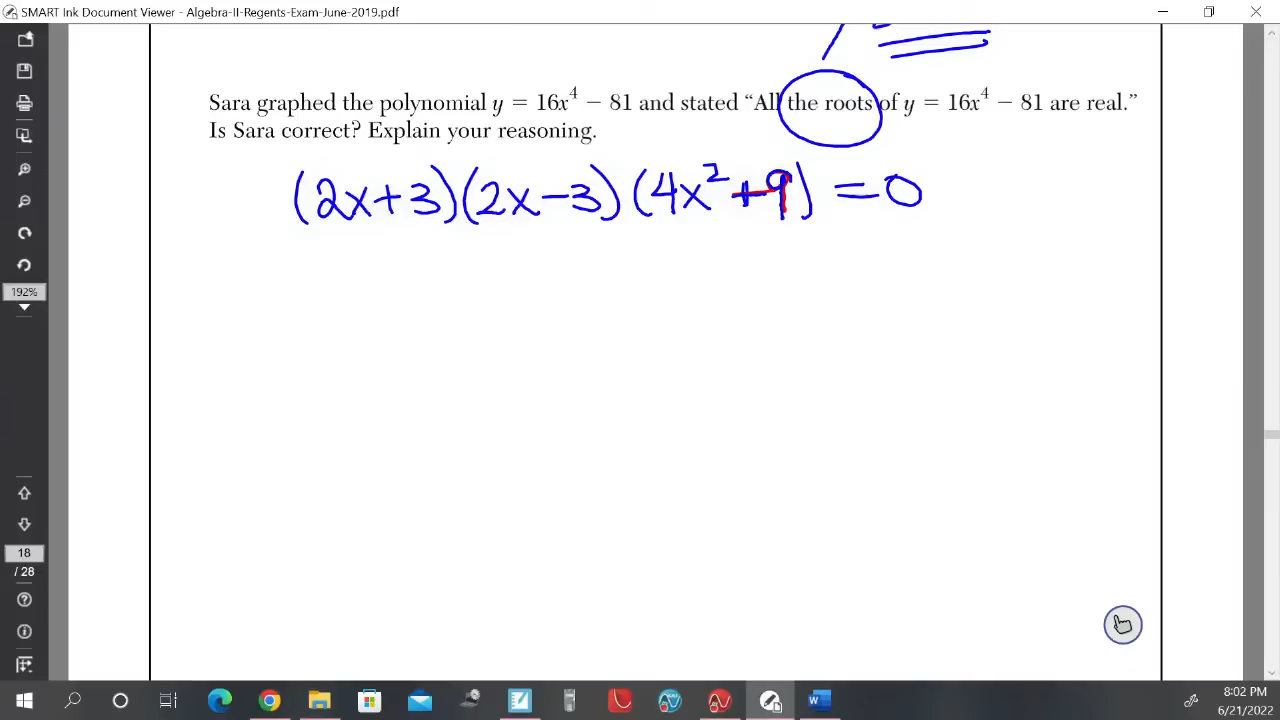 SMART Ink Document Viewer - Algebra-II-Regents-Exam-June-2019.pdf
Sara graphed the polynomial y = 16x⁴ − 81 and stated “All the roots of y = 16x⁴ − 81 are real.”
Is Sara correct? Explain your reasoning.
(2x+3)(2x−3)(4x²+9) = 0
192%
18
/ 28
8:02 PM
6/21/2022